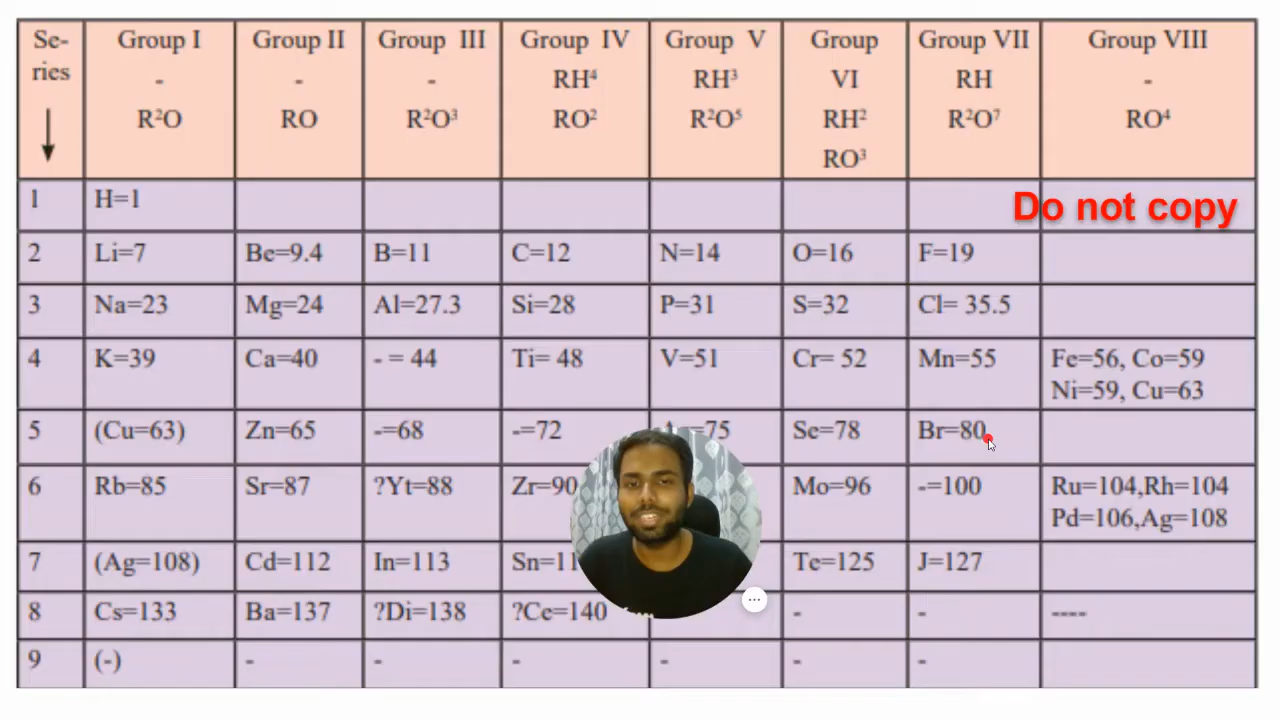 Se- Group I Group II Group III Group IV Group V Group Group VII Group VIII
ries - - - RH⁴ RH³ VI RH -
R²O RO R²O³ RO² R²O⁵ RH² R²O⁷ RO⁴
RO³
1 H=1
Do not copy
2 Li=7 Be=9.4 B=11 C=12 N=14 O=16 F=19
3 Na=23 Mg=24 Al=27.3 Si=28 P=31 S=32 Cl= 35.5
4 K=39 Ca=40 - = 44 Ti= 48 V=51 Cr= 52 Mn=55 Fe=56, Co=59
Ni=59, Cu=63
5 (Cu=63) Zn=65 -=68 -=72 =75 Se=78 Br=80
6 Rb=85 Sr=87 ?Yt=88 Zr=90 Mo=96 -=100 Ru=104,Rh=104
Pd=106,Ag=108
7 (Ag=108) Cd=112 In=113 Te=125 J=127
8 Cs=133 Ba=137 ?Di=138 ?Ce=140 - - ----
9 (-) - - - - - -